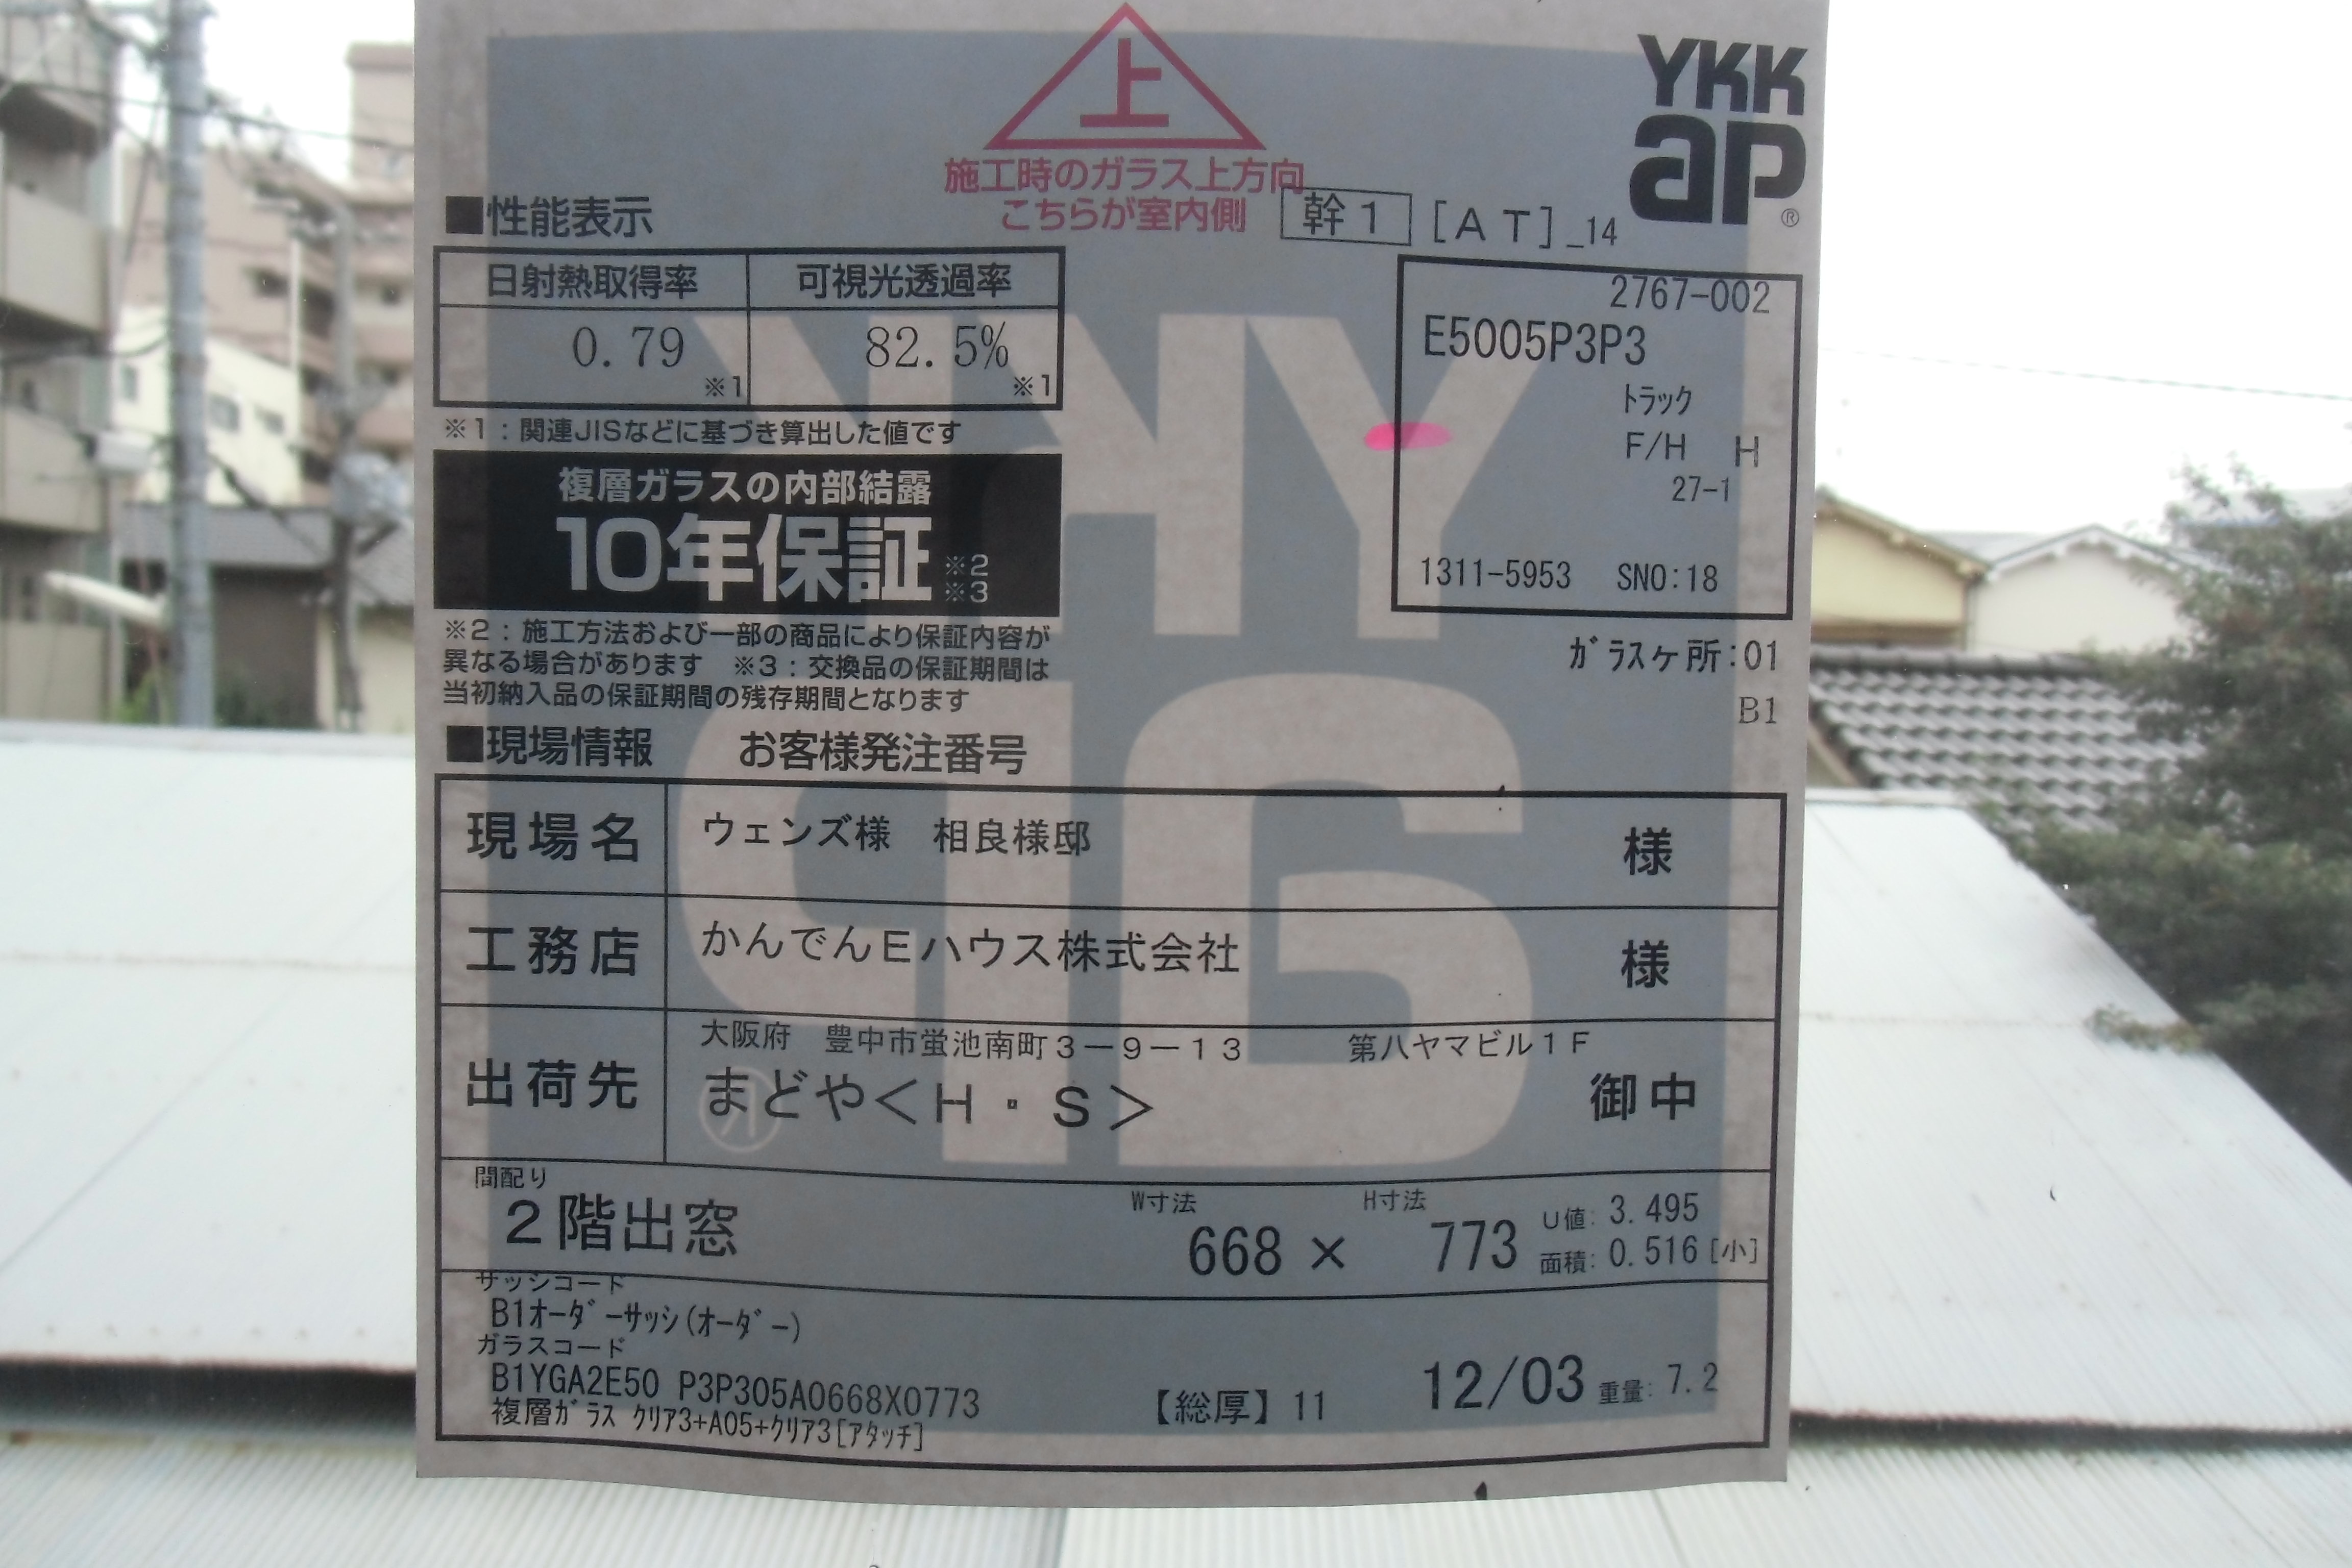 上
YKK
ap®
施工時のガラス上方向
こちらが室内側
幹1 [AT]_14
■性能表示
日射熱取得率 可視光透過率
0.79 ※1 82.5% ※1
※1：関連JISなどに基づき算出した値です
2767-002
E5005P3P3
トラック
F/H H
27-1
1311-5953 SNO:18
複層ガラスの内部結露
10年保証 ※2 ※3
※2：施工方法および一部の商品により保証内容が
異なる場合があります ※3：交換品の保証期間は
当初納入品の保証期間の残存期間となります
ｶﾞﾗｽヶ所:01
B1
■現場情報 お客様発注番号
現場名 ウェンズ様 相良様邸 様
工務店 かんでんEハウス株式会社 様
大阪府 豊中市蛍池南町3－9－13 第八ヤマビル1F
出荷先 まどや＜H・S＞ 御中
間配り
2階出窓
W寸法 H寸法
668 × 773
U値: 3.495
面積: 0.516 [小]
サッシコード
B1ｵｰﾀﾞｰｻｯｼ(ｵｰﾀﾞｰ)
ガラスコード
B1YGA2E50 P3P305A0668X0773
複層ｶﾞﾗｽ ｸﾘｱ3+A05+ｸﾘｱ3[ｱﾀｯﾁ]
【総厚】11 12/03 重量: 7.2